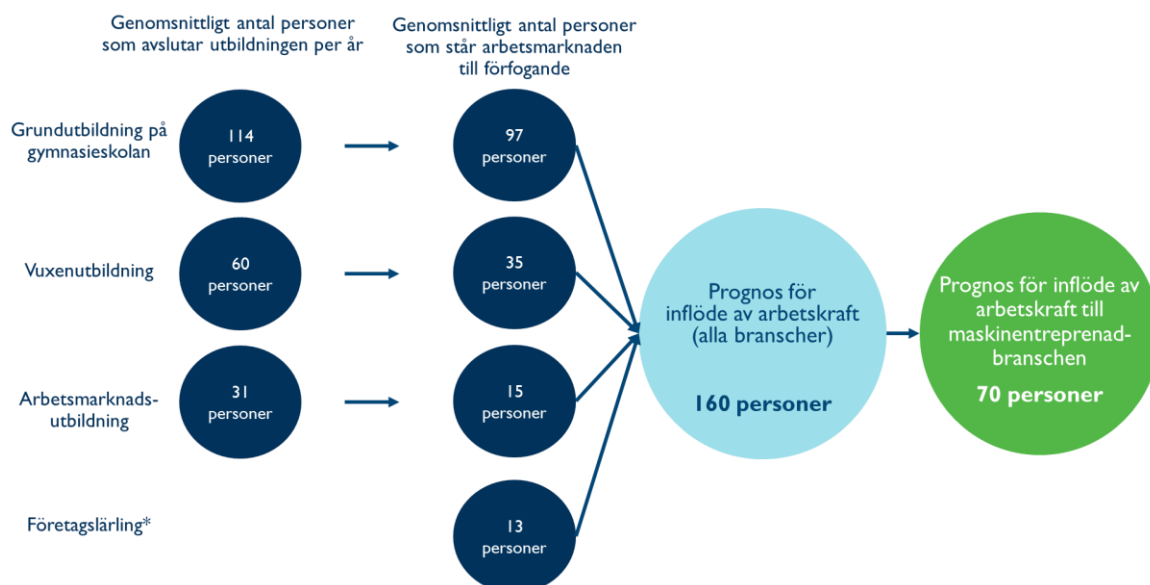 Genomsnittligt antal personer
som avslutar utbildningen per år
Genomsnittligt antal personer
som står arbetsmarknaden
till förfogande
Grundutbildning på
gymnasieskolan
114
personer
97
personer
Vuxenutbildning
60
personer
35
personer
Prognos för
inflöde av arbetskraft
(alla branscher)
160 personer
Prognos för inflöde av
arbetskraft till
maskinentreprenad-
branschen
70 personer
Arbetsmarknads-
utbildning
31
personer
15
personer
Företagslärling*
13
personer